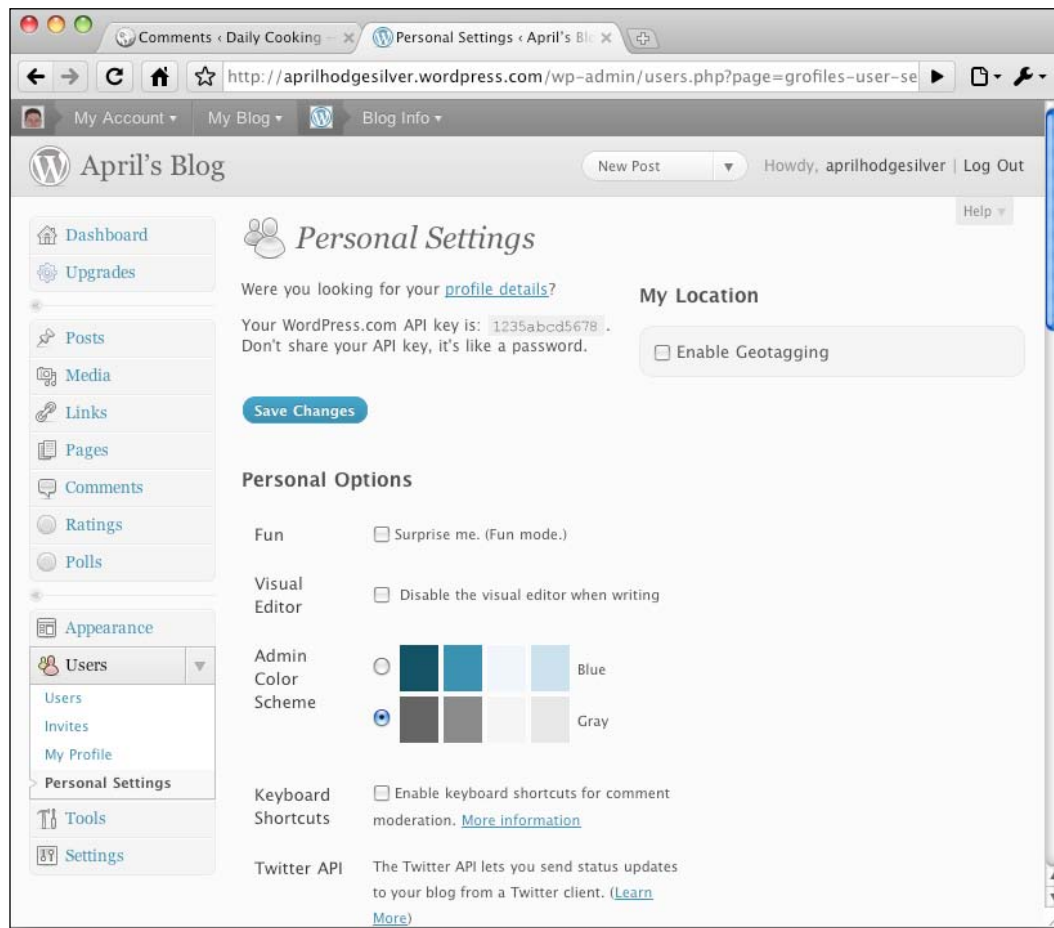 Comments ‹ Daily Cooking
Personal Settings ‹ April's Blo
http://aprilhodgesilver.wordpress.com/wp-admin/users.php?page=grofiles-user-se
My Account
My Blog
Blog Info
April's Blog
New Post
Howdy, aprilhodgesilver | Log Out
Help
Dashboard
Upgrades
Posts
Media
Links
Pages
Comments
Ratings
Polls
Appearance
Users
Users
Invites
My Profile
Personal Settings
Tools
Settings
Personal Settings
Were you looking for your profile details?
Your WordPress.com API key is: 1235abcd5678 .
Don't share your API key, it's like a password.
My Location
Enable Geotagging
Save Changes
Personal Options
Fun
Surprise me. (Fun mode.)
Visual
Editor
Disable the visual editor when writing
Admin
Color
Scheme
Blue
Gray
Keyboard
Shortcuts
Enable keyboard shortcuts for comment
moderation. More information
Twitter API
The Twitter API lets you send status updates
to your blog from a Twitter client. (Learn
More)